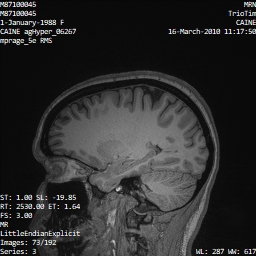 M87100045
MRN
M87100045
TrioTim
1-January-1988 F
CAINE
CAINE agHyper_06267
16-March-2010 11:17:50
mprage_5e RMS
ST: 1.00 SL: -19.85
RT: 2530.00 ET: 1.64
FS: 3.00
MR
LittleEndianExplicit
Images: 73/192
Series: 3
WL: 287 WW: 617